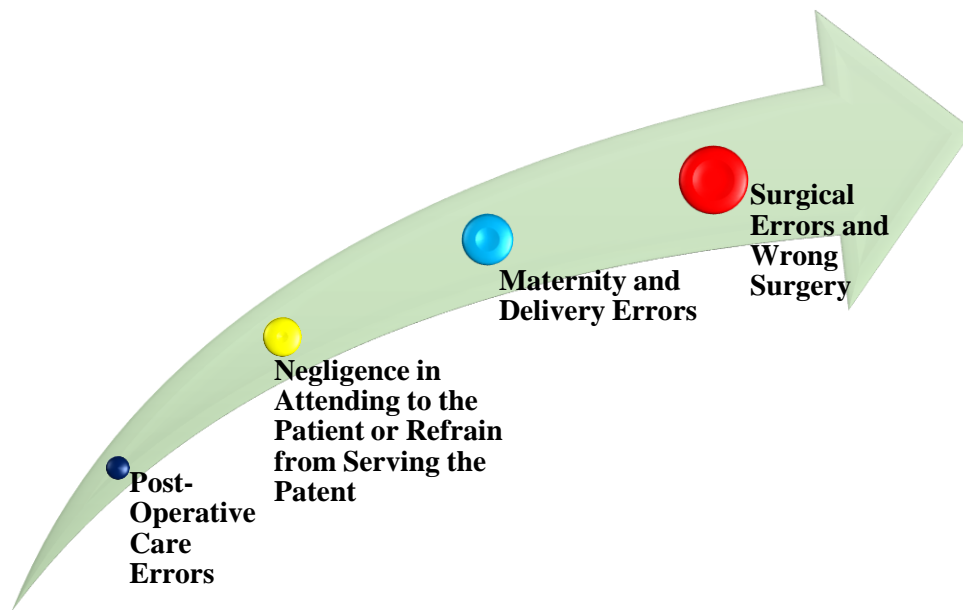 Surgical
Errors and
Wrong
Surgery
Maternity and
Delivery Errors
Negligence in
Attending to the
Patient or Refrain
from Serving the
Patent
Post-
Operative
Care
Errors